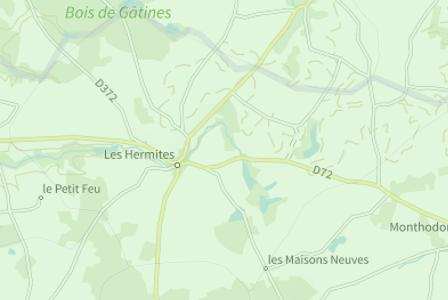 Bois de Gâtines
D372
Les Hermites
le Petit Feu
D72
Monthodon
les Maisons Neuves